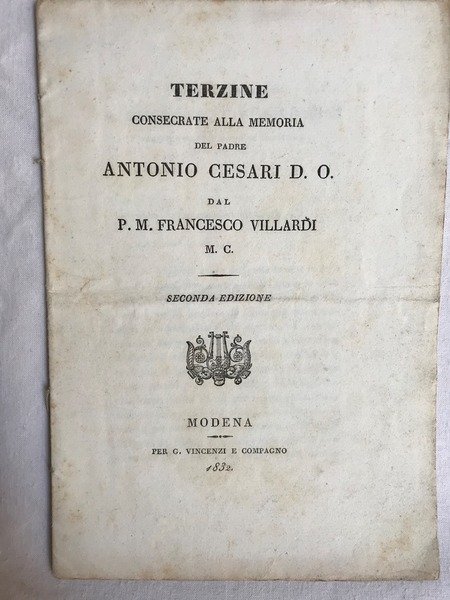 TERZINE
CONSECRATE ALLA MEMORIA
DEL PADRE
ANTONIO CESARI D. O.
DAL
P. M. FRANCESCO VILLARDI
M. C.
SECONDA EDIZIONE
MODENA
PER G. VINCENZI E COMPAGNO
1832.